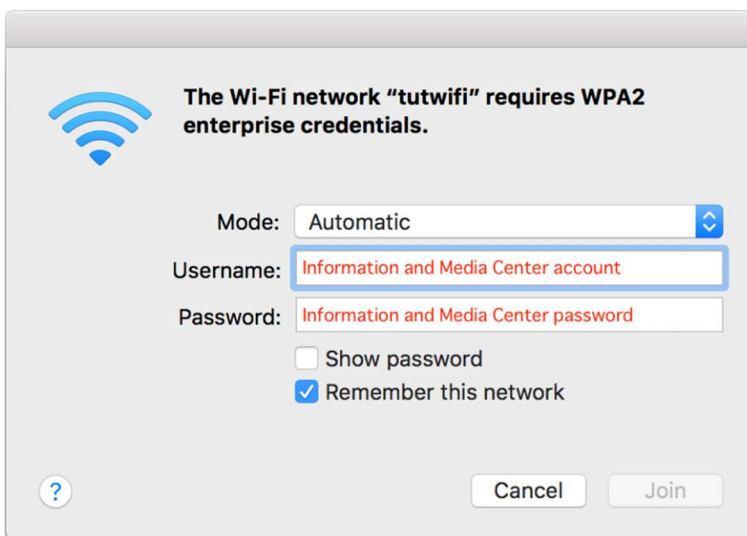 The Wi-Fi network “tutwifi” requires WPA2
enterprise credentials.
Mode: Automatic
Username: Information and Media Center account
Password: Information and Media Center password
Show password
Remember this network
? Cancel Join